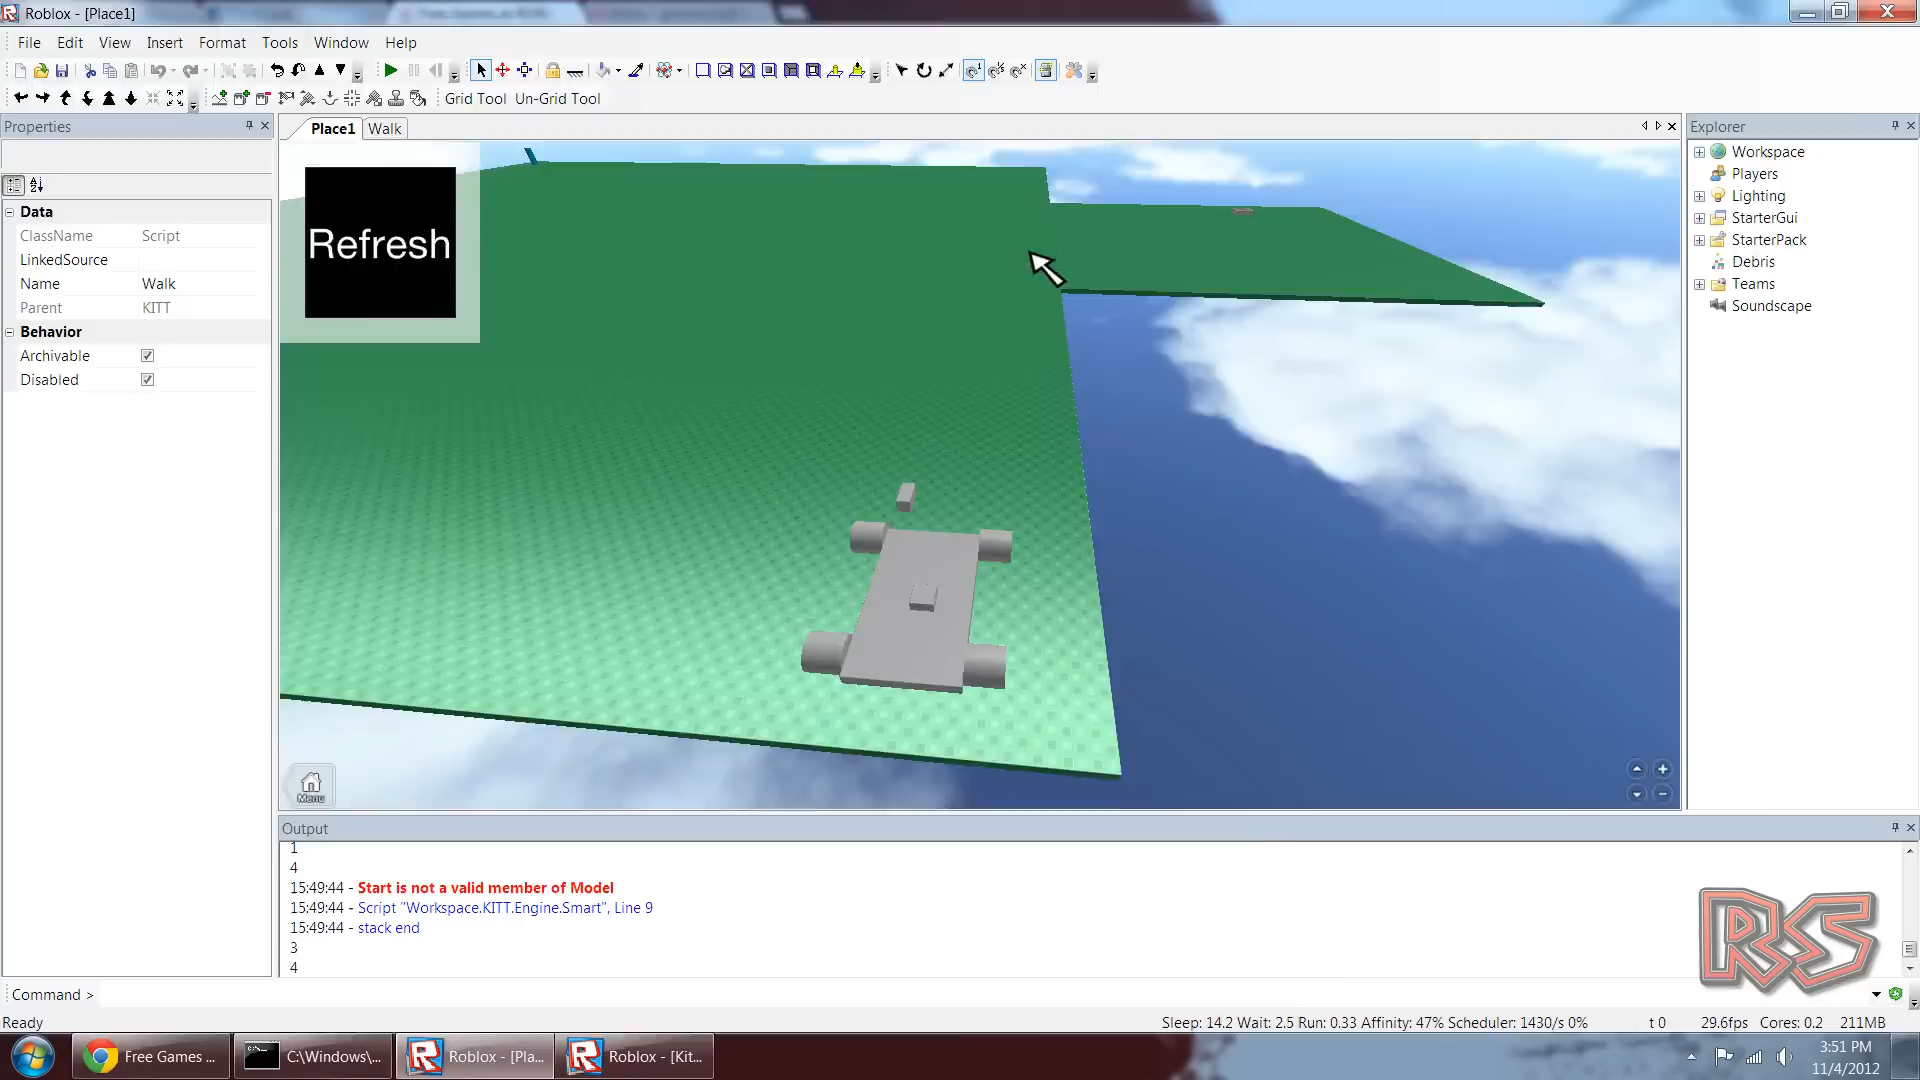 Roblox - [Place1]
File Edit View Insert Format Tools Window Help
Grid Tool Un-Grid Tool
Properties
Place1 Walk
Explorer
Data
ClassName Script
LinkedSource
Name Walk
Parent KITT
Behavior
Archivable
Disabled
Refresh
Menu
Workspace
Players
Lighting
StarterGui
StarterPack
Debris
Teams
Soundscape
Output
1
4
15:49:44 - Start is not a valid member of Model
15:49:44 - Script "Workspace.KITT.Engine.Smart", Line 9
15:49:44 - stack end
3
4
RS
Command >
Ready
Sleep: 14.2 Wait: 2.5 Run: 0.33 Affinity: 47% Scheduler: 1430/s 0% t 0 29.6fps Cores: 0.2 211MB
Free Games ...
C:\Windows\...
Roblox - [Pla...
Roblox - [Kit...
3:51 PM
11/4/2012